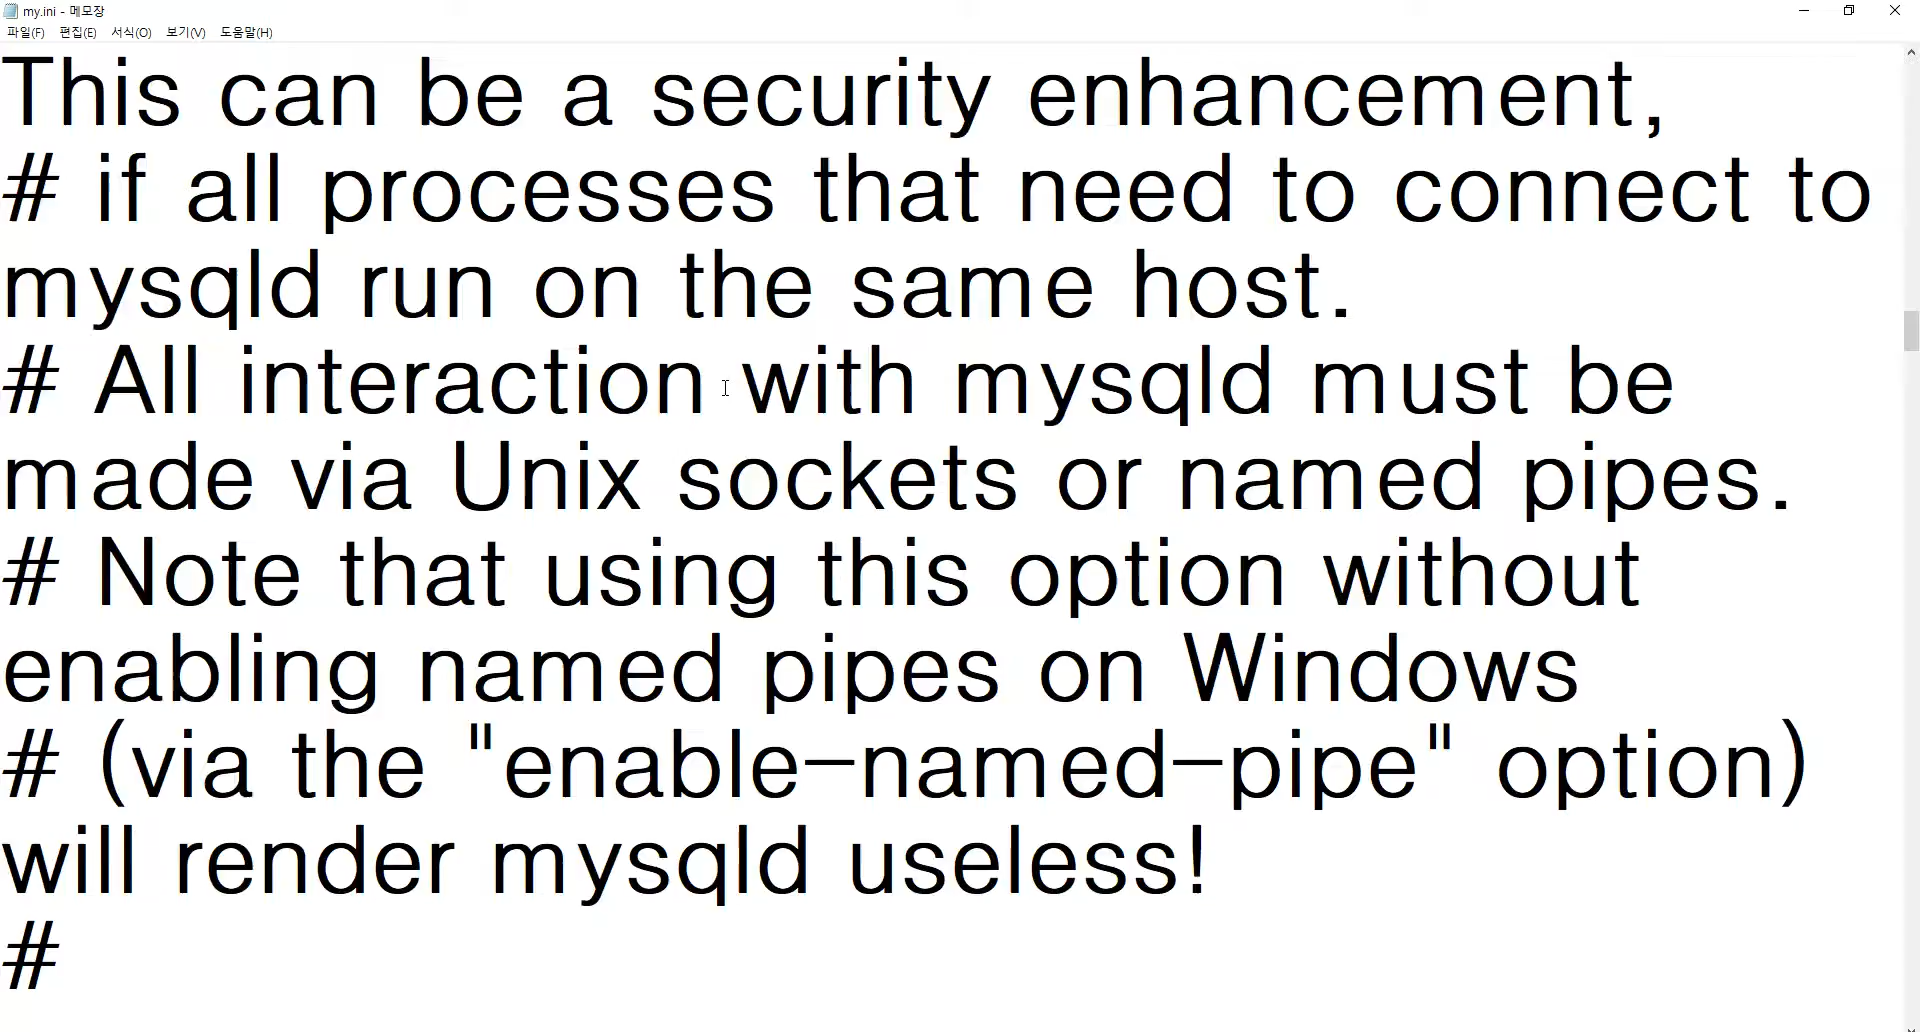 my.ini - 메모장
파일(F) 편집(E) 서식(O) 보기(V) 도움말(H)
This can be a security enhancement,
# if all processes that need to connect to
mysqld run on the same host.
# All interaction with mysqld must be
made via Unix sockets or named pipes.
# Note that using this option without
enabling named pipes on Windows
# (via the "enable-named-pipe" option)
will render mysqld useless!
#